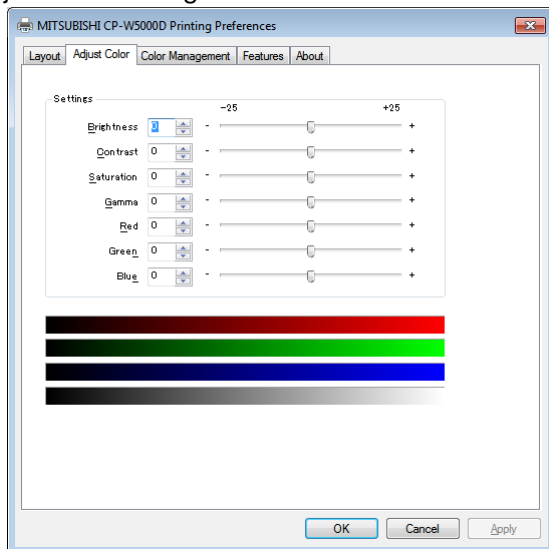 MITSUBISHI CP-W5000D Printing Preferences
Layout Adjust Color Color Management Features About
Settings
-25 +25
Brightness 0 - +
Contrast 0 - +
Saturation 0 - +
Gamma 0 - +
Red 0 - +
Green 0 - +
Blue 0 - +
OK Cancel Apply